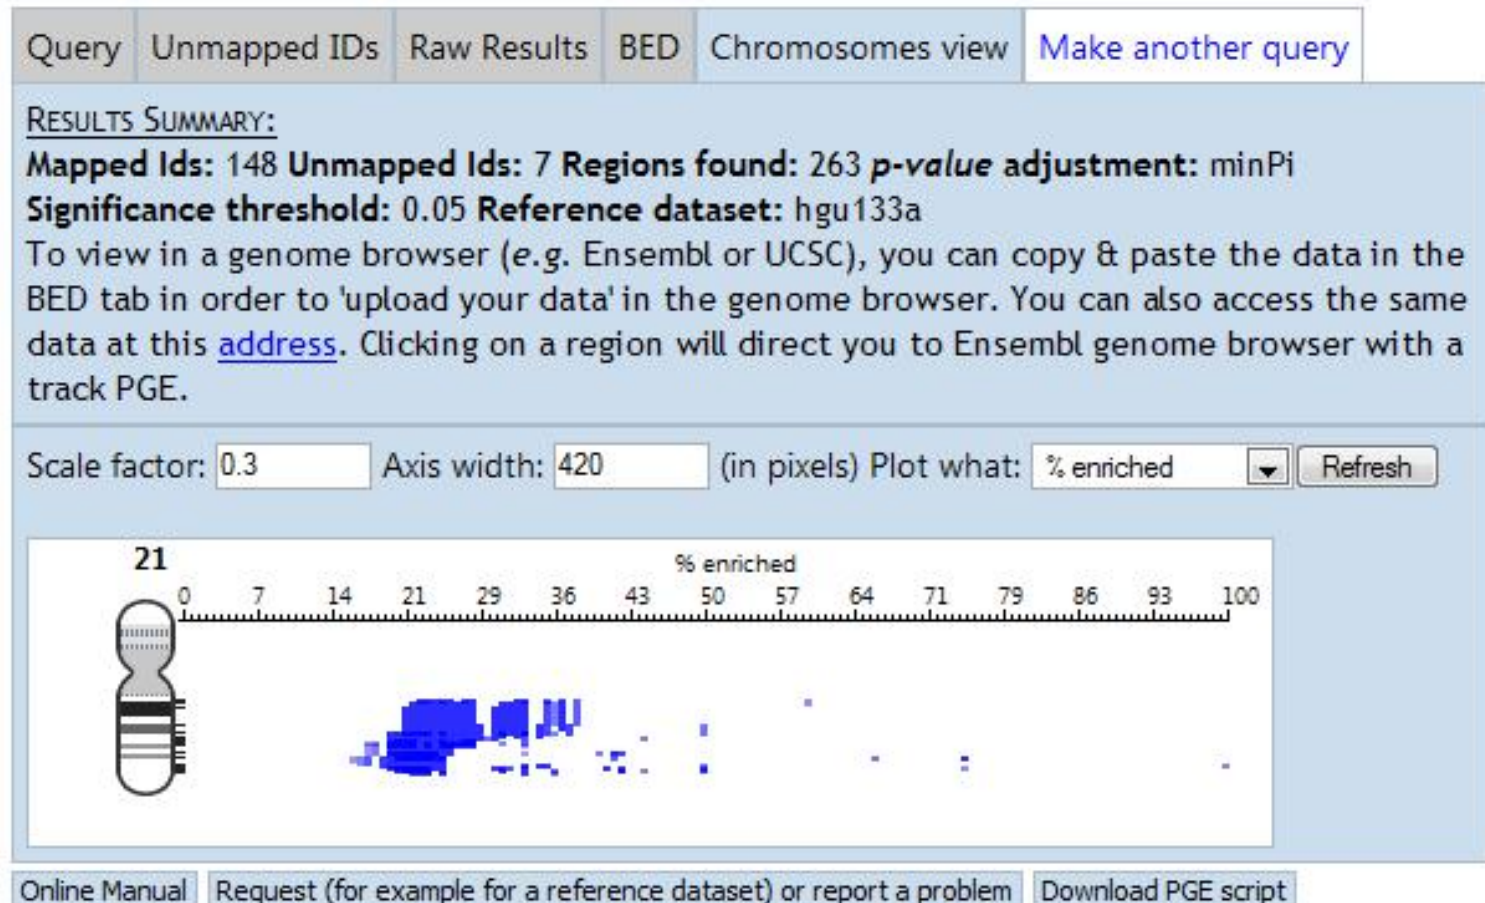 Query Unmapped IDs Raw Results BED Chromosomes view Make another query
RESULTS SUMMARY:
Mapped Ids: 148 Unmapped Ids: 7 Regions found: 263 p-value adjustment: minPi
Significance threshold: 0.05 Reference dataset: hgu133a
To view in a genome browser (e.g. Ensembl or UCSC), you can copy & paste the data in the
BED tab in order to 'upload your data' in the genome browser. You can also access the same
data at this address. Clicking on a region will direct you to Ensembl genome browser with a
track PGE.
Scale factor: 0.3 Axis width: 420 (in pixels) Plot what: % enriched Refresh
21 % enriched
0 7 14 21 29 36 43 50 57 64 71 79 86 93 100
Online Manual Request (for example for a reference dataset) or report a problem Download PGE script